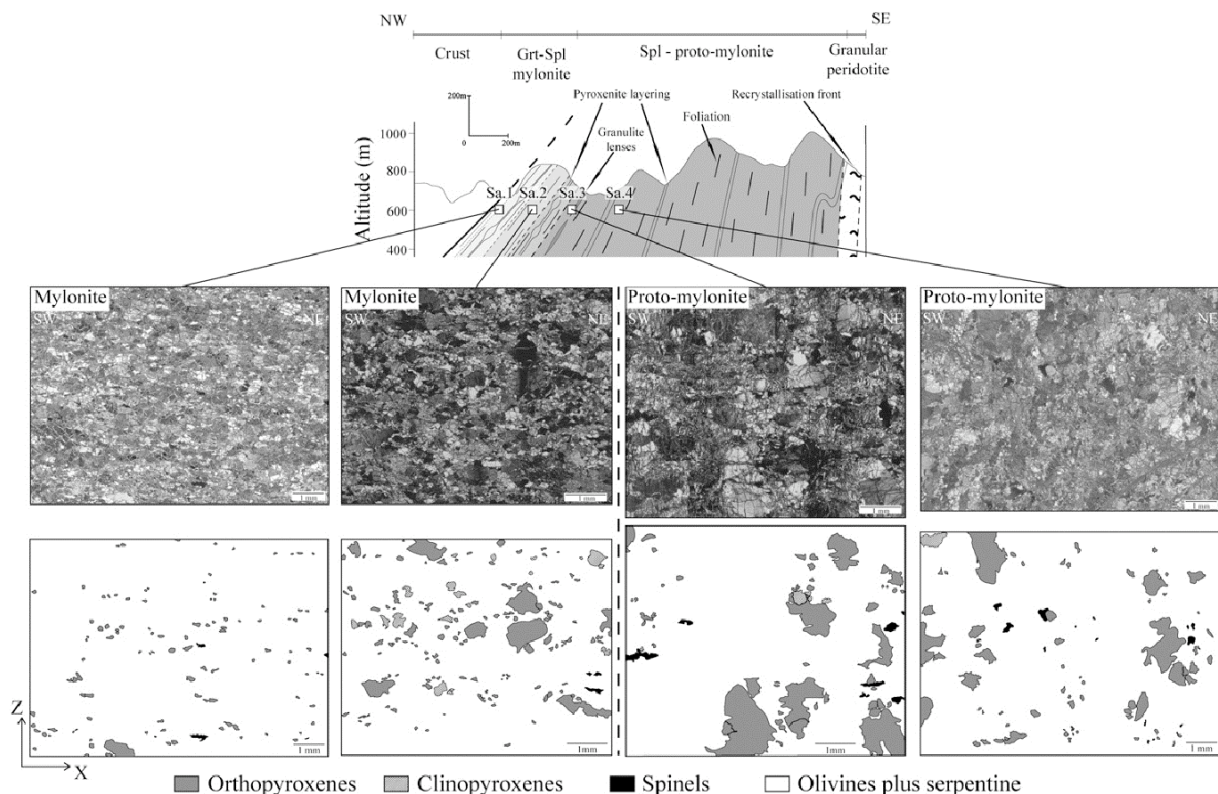 NW SE
Crust Grt-Spl mylonite Spl - proto-mylonite Granular peridotite
Pyroxenite layering Recrystallisation front
200m
200m
Granulite lenses
Foliation
Altitude (m)
1000
800
600
400
Sa.1 Sa.2 Sa.3 Sa.4
Mylonite Mylonite Proto-mylonite Proto-mylonite
SW NE SW NE SW NE SW NE
1 mm 1 mm 1 mm 1 mm
1 mm 1mm 1mm 1 mm
Z
X
Orthopyroxenes Clinopyroxenes Spinels Olivines plus serpentine